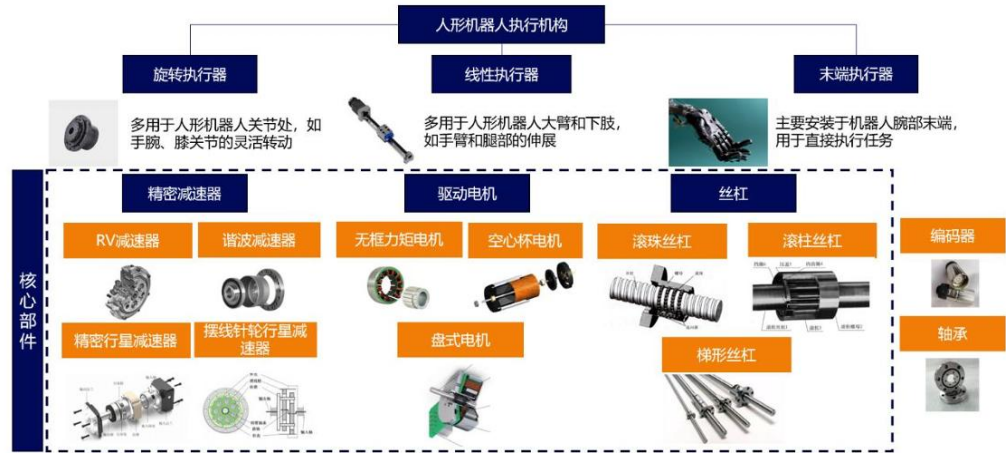 人形机器人执行机构
旋转执行器
线性执行器
末端执行器
多用于人形机器人关节处，如
手腕、膝关节的灵活转动
多用于人形机器人大臂和下肢，
如手臂和腿部的伸展
主要安装于机器人腕部末端，
用于直接执行任务
核心部件
精密减速器
驱动电机
丝杠
RV减速器
谐波减速器
无框力矩电机
空心杯电机
滚珠丝杠
滚柱丝杠
编码器
精密行星减速器
摆线针轮行星减
速器
盘式电机
梯形丝杠
轴承